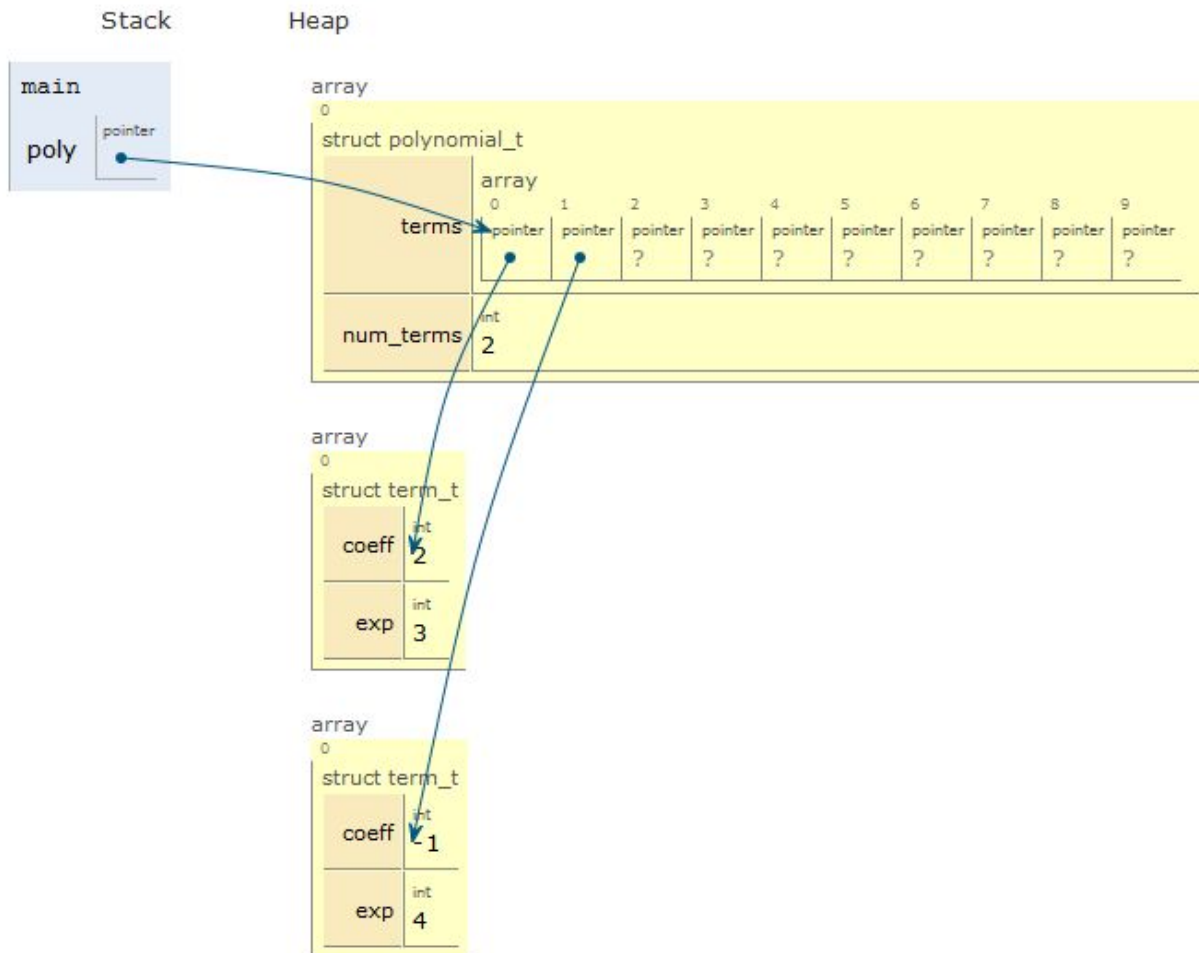 Stack Heap
main
poly pointer
array
0
struct polynomial_t
terms
array
0 1 2 3 4 5 6 7 8 9
pointer pointer pointer pointer pointer pointer pointer pointer pointer pointer
? ? ? ? ? ? ? ?
num_terms
int
2
array
0
struct term_t
coeff
int
2
exp
int
3
array
0
struct term_t
coeff
int
-1
exp
int
4